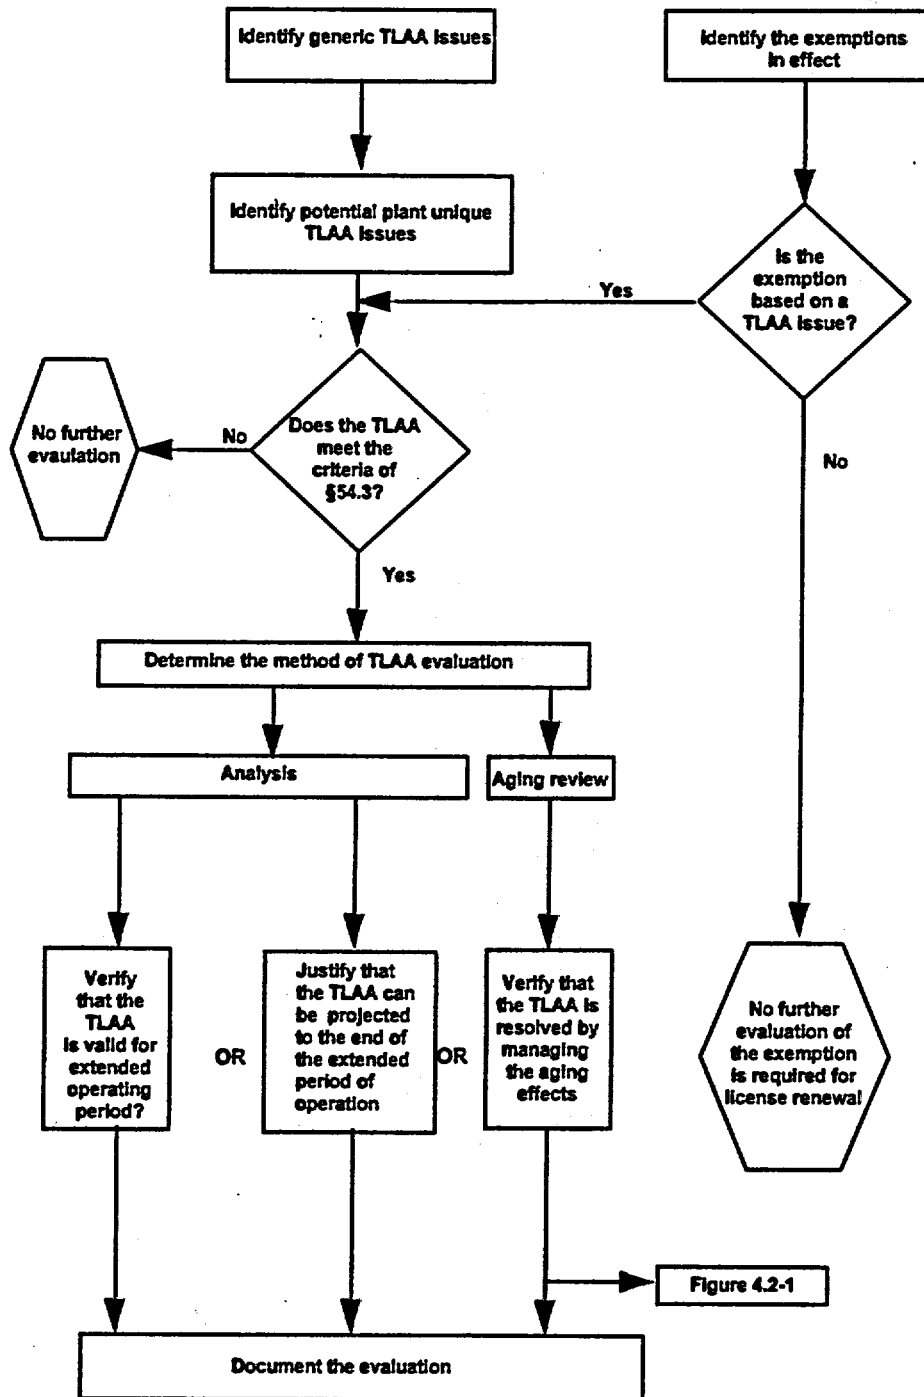 Identify generic TLAA issues
Identify the exemptions
in effect
Identify potential plant unique
TLAA issues
Is the
exemption
based on a
TLAA issue?
Yes
No further
evaulation
No
Does the TLAA
meet the
criteria of
§54.3?
No
Yes
Determine the method of TLAA evaluation
Analysis
Aging review
Verify
that the
TLAA
is valid for
extended
operating
period?
OR
Justify that
the TLAA can
be projected
to the end of
the extended
period of
operation
OR
Verify that
the TLAA is
resolved by
managing
the aging
effects
No further
evaluation of
the exemption
is required for
license renewal
Figure 4.2-1
Document the evaluation